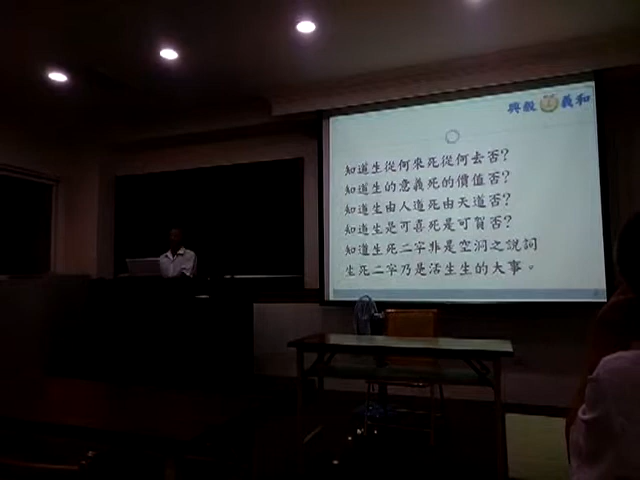 興毅 義和
知道生從何來死從何去否？
知道生的意義死的價值否？
知道生由人道死由天道否？
知道生是可喜死是可賀否？
知道生死二字非是空洞之說詞
生死二字乃是活生生的大事。